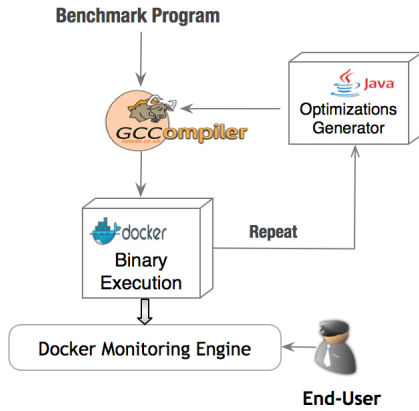 Benchmark Program
Java
Optimizations
Generator
GCCompiler
docker
Binary
Execution
Repeat
Docker Monitoring Engine
End-User